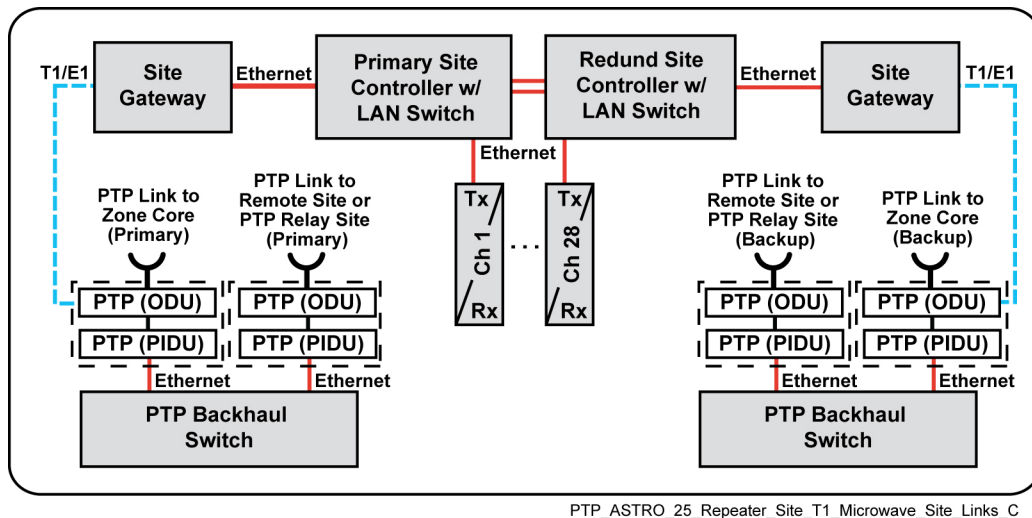 T1/E1
Site
Gateway
Ethernet
Primary Site
Controller w/
LAN Switch
Redund Site
Controller w/
LAN Switch
Ethernet
Site
Gateway
T1/E1
Ethernet
PTP Link to
Zone Core
(Primary)
PTP Link to
Remote Site or
PTP Relay Site
(Primary)
Tx
Ch 1
Rx
...
Tx
Ch 28
Rx
PTP Link to
Remote Site or
PTP Relay Site
(Backup)
PTP Link to
Zone Core
(Backup)
PTP (ODU)
PTP (ODU)
PTP (ODU)
PTP (ODU)
PTP (PIDU)
PTP (PIDU)
PTP (PIDU)
PTP (PIDU)
Ethernet
Ethernet
Ethernet
Ethernet
PTP Backhaul
Switch
PTP Backhaul
Switch
PTP_ASTRO_25_Repeater_Site_T1_Microwave_Site_Links_C